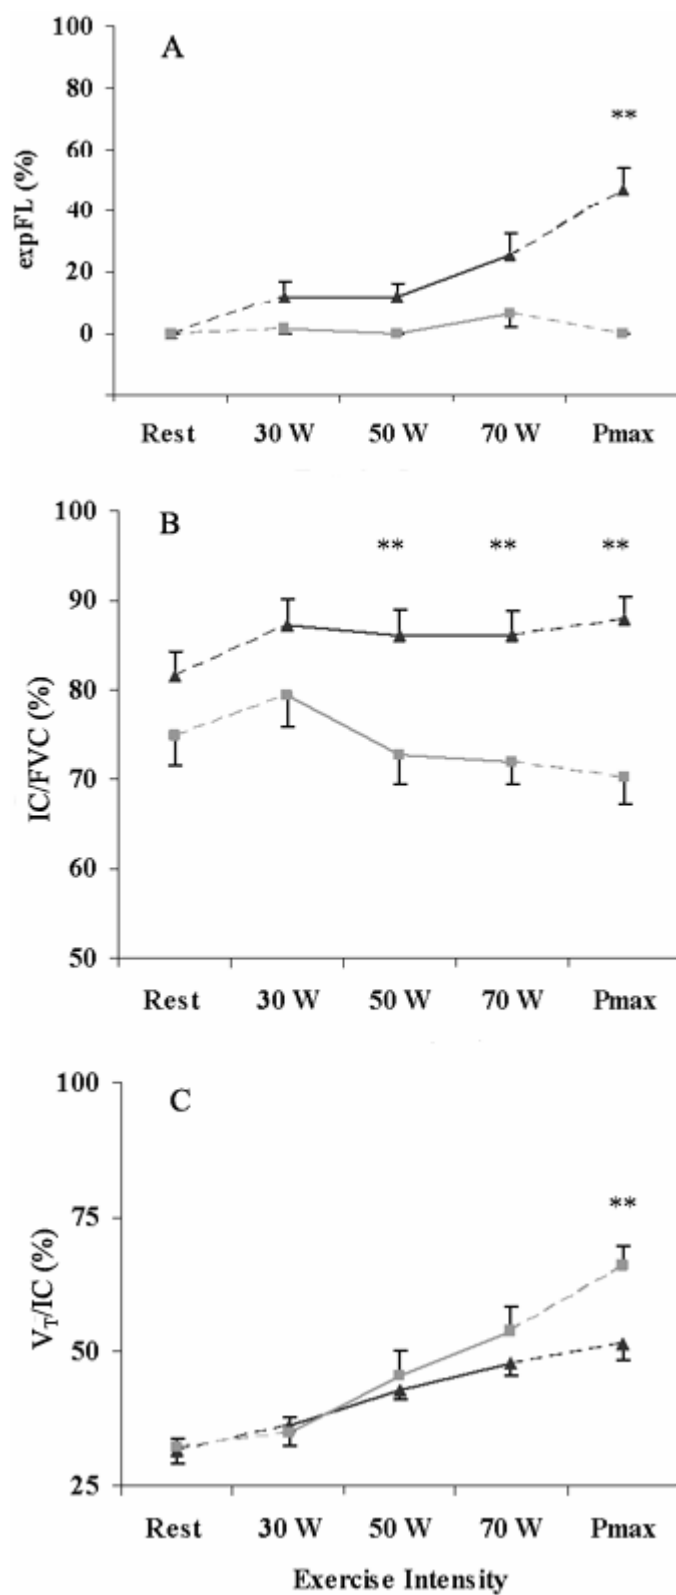 100
A
80
**
60
expFL (%)
40
20
0
Rest 30 W 50 W 70 W Pmax
100
B
** ** **
90
80
IC/FVC (%)
70
60
50
Rest 30 W 50 W 70 W Pmax
100
C
75
**
VT/IC (%)
50
25
Rest 30 W 50 W 70 W Pmax
Exercise Intensity